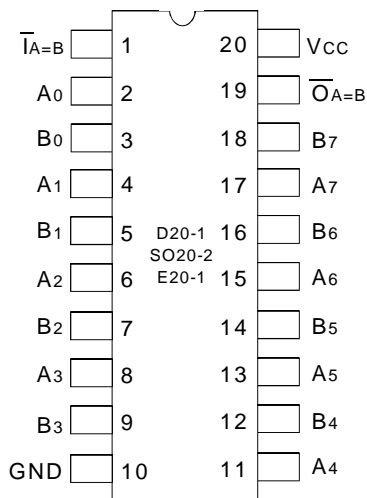 I̅A=B 1 20 VCC
A0 2 19 O̅A=B
B0 3 18 B7
A1 4 17 A7
B1 5 D20-1 16 B6
SO20-2
A2 6 E20-1 15 A6
B2 7 14 B5
A3 8 13 A5
B3 9 12 B4
GND 10 11 A4